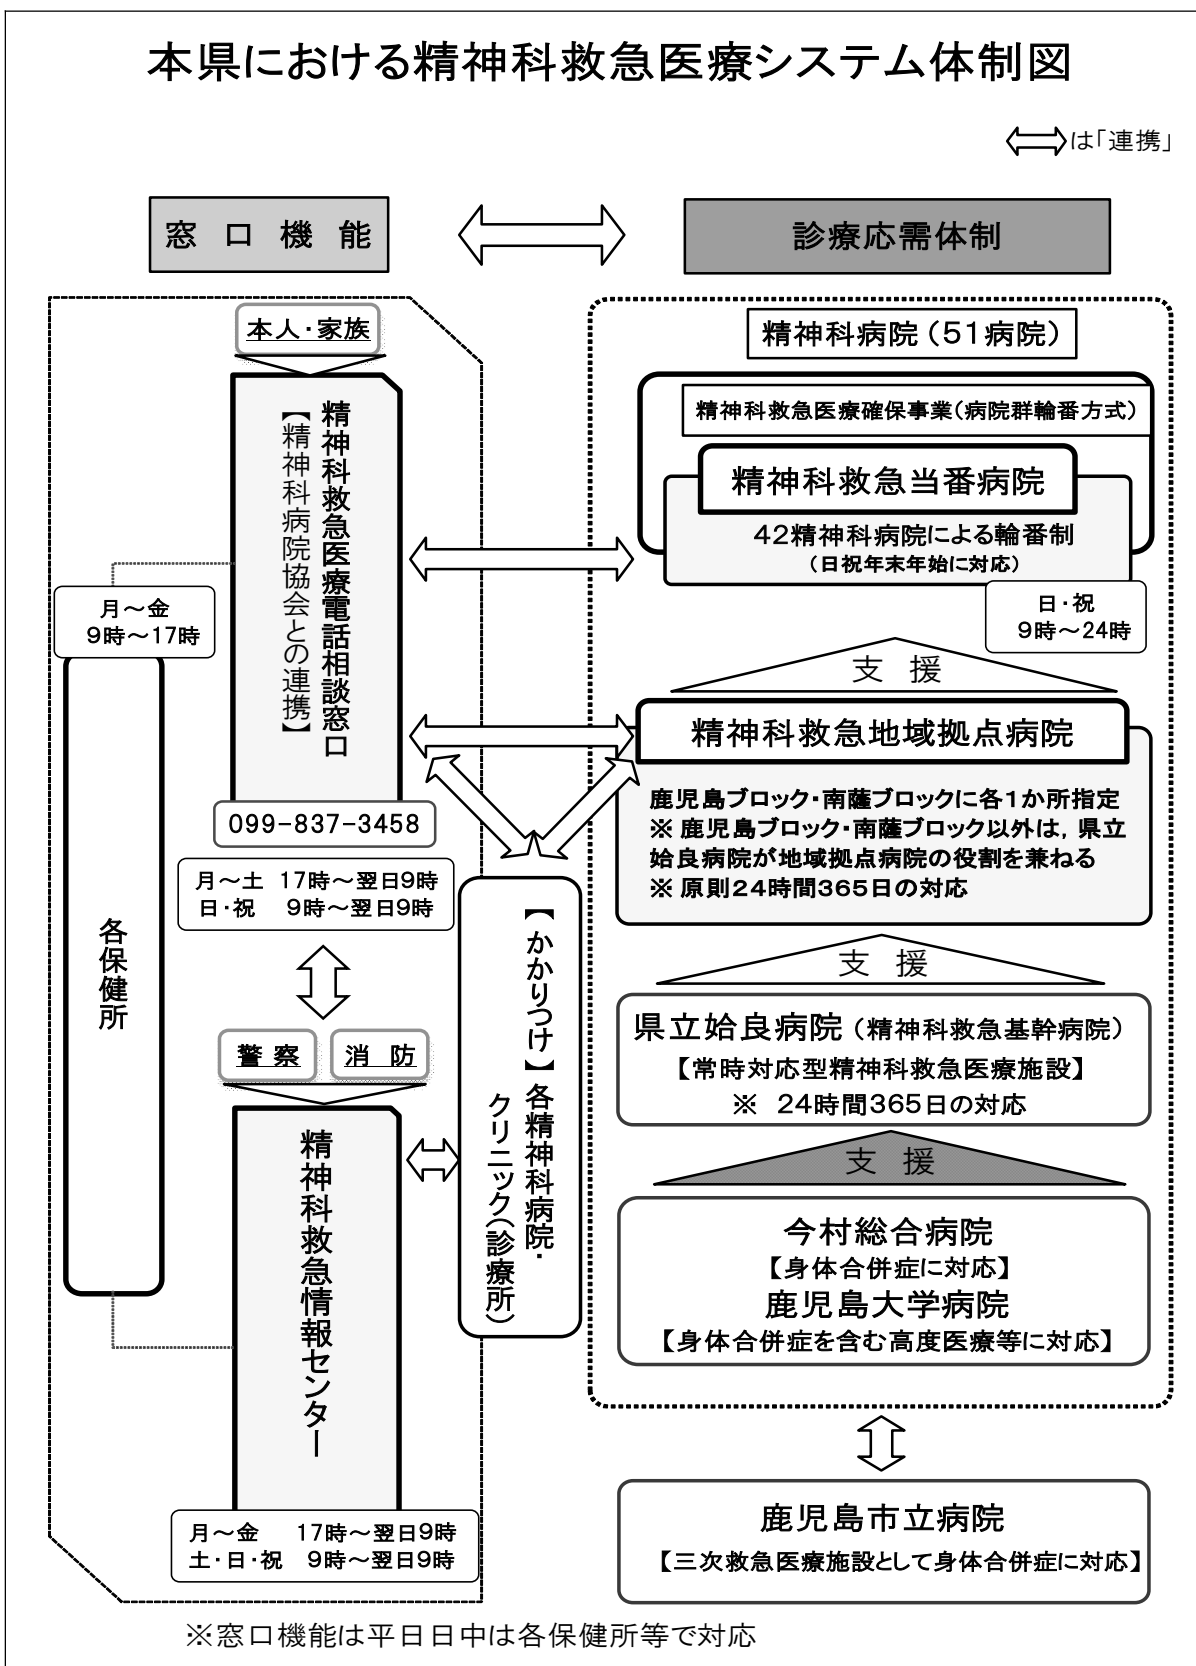 本県における精神科救急医療システム体制図
は「連携」
窓口機能
診療応需体制
本人・家族
精神科救急医療電話相談窓口
【精神科病院協会との連携】
099-837-3458
月～土 17時～翌日9時
日・祝 9時～翌日9時
月～金
9時～17時
各保健所
警察
消防
精神科救急情報センター
月～金 17時～翌日9時
土・日・祝 9時～翌日9時
【かかりつけ】各精神科病院・
クリニック(診療所)
精神科病院（51病院）
精神科救急医療確保事業(病院群輪番方式)
精神科救急当番病院
42精神科病院による輪番制
（日祝年末年始に対応）
日・祝
9時～24時
支援
精神科救急地域拠点病院
鹿児島ブロック・南薩ブロックに各1か所指定
※ 鹿児島ブロック・南薩ブロック以外は，県立
姶良病院が地域拠点病院の役割を兼ねる
※ 原則24時間365日の対応
支援
県立姶良病院（精神科救急基幹病院）
【常時対応型精神科救急医療施設】
※ 24時間365日の対応
支援
今村総合病院
【身体合併症に対応】
鹿児島大学病院
【身体合併症を含む高度医療等に対応】
鹿児島市立病院
【三次救急医療施設として身体合併症に対応】
※窓口機能は平日日中は各保健所等で対応